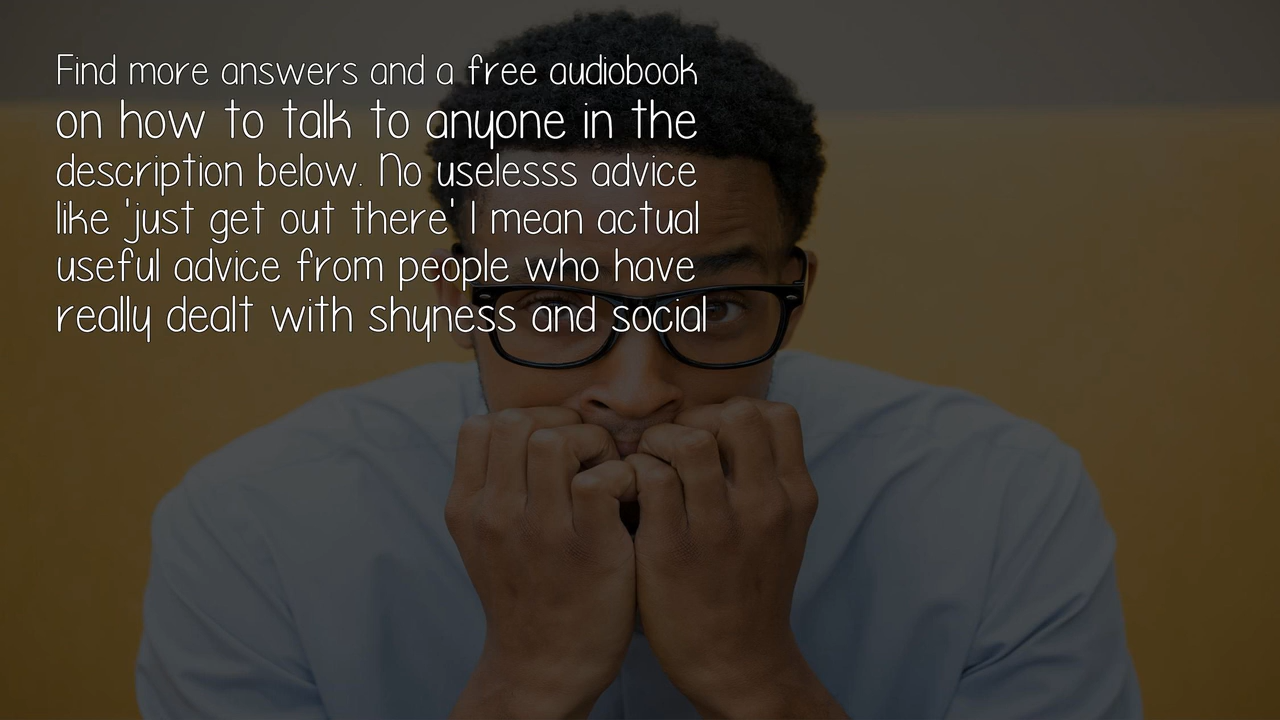 Find more answers and a free audiobook
on how to talk to anyone in the
description below. No uselesss advice
like 'just get out there' I mean actual
useful advice from people who have
really dealt with shyness and social